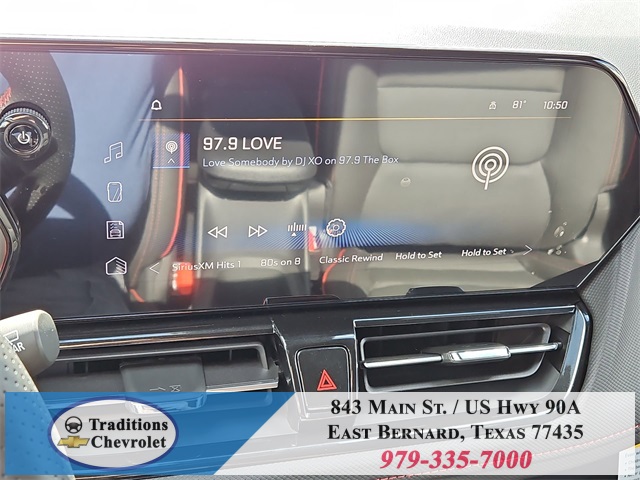 81° 10:50
97.9 LOVE
Love Somebody by DJ XO on 97.9 The Box
SiriusXM Hits 1 80s on 8 Classic Rewind Hold to Set Hold to Set
Traditions
Chevrolet
843 Main St. / US Hwy 90A
East Bernard, Texas 77435
979-335-7000